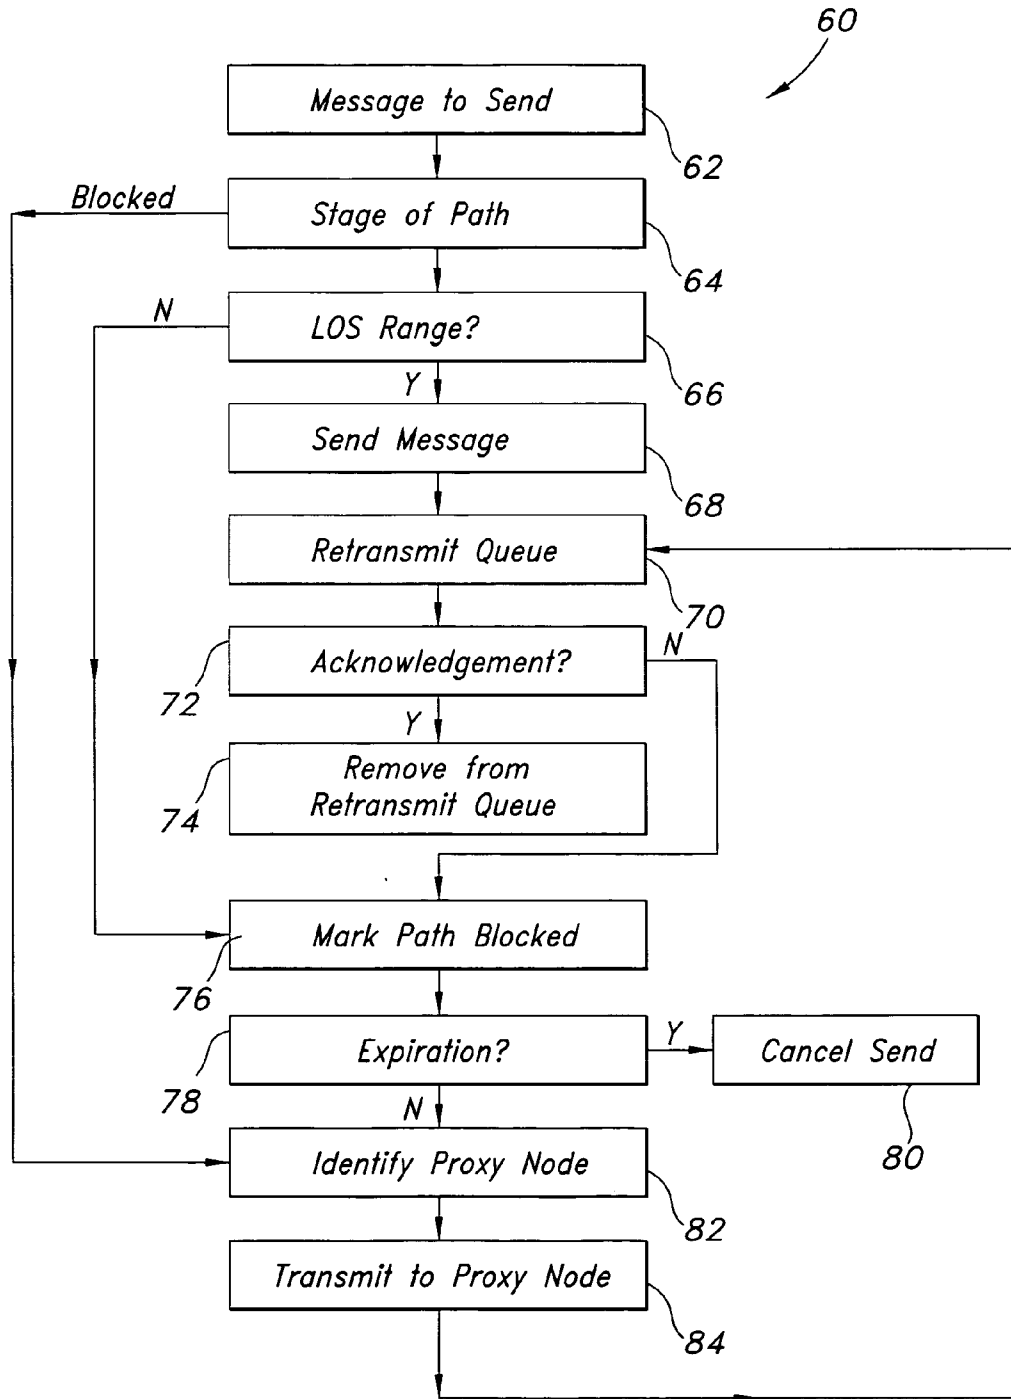 60
Message to Send
62
Blocked
Stage of Path
64
N
LOS Range?
66
Y
Send Message
68
Retransmit Queue
70
Acknowledgement?
N
72
Y
Remove from
Retransmit Queue
74
Mark Path Blocked
76
Expiration?
Y
Cancel Send
78
N
80
Identify Proxy Node
82
Transmit to Proxy Node
84